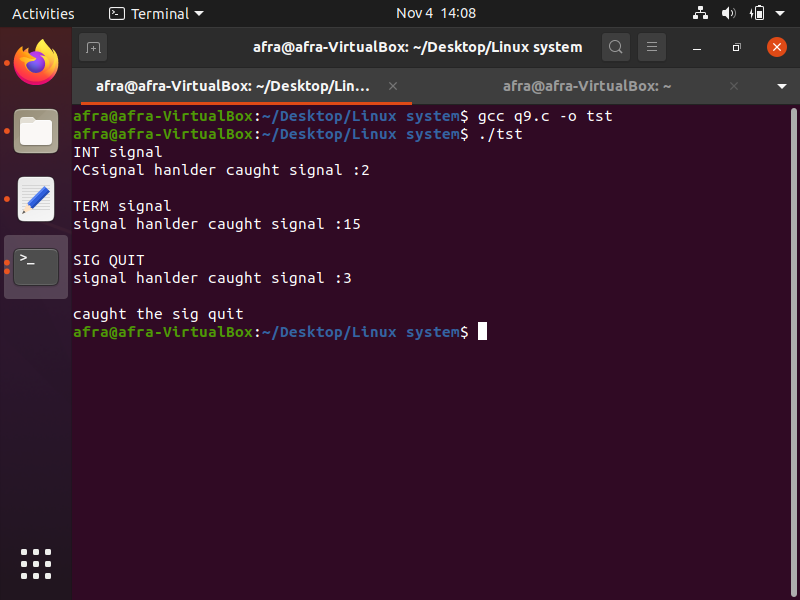 Activities
Terminal
Nov 4 14:08
afra@afra-VirtualBox: ~/Desktop/Linux system
afra@afra-VirtualBox: ~/Desktop/Lin...
afra@afra-VirtualBox: ~
afra@afra-VirtualBox:~/Desktop/Linux system$ gcc q9.c -o tst
afra@afra-VirtualBox:~/Desktop/Linux system$ ./tst
INT signal
^Csignal hanlder caught signal :2
TERM signal
signal hanlder caught signal :15
SIG QUIT
signal hanlder caught signal :3
caught the sig quit
afra@afra-VirtualBox:~/Desktop/Linux system$